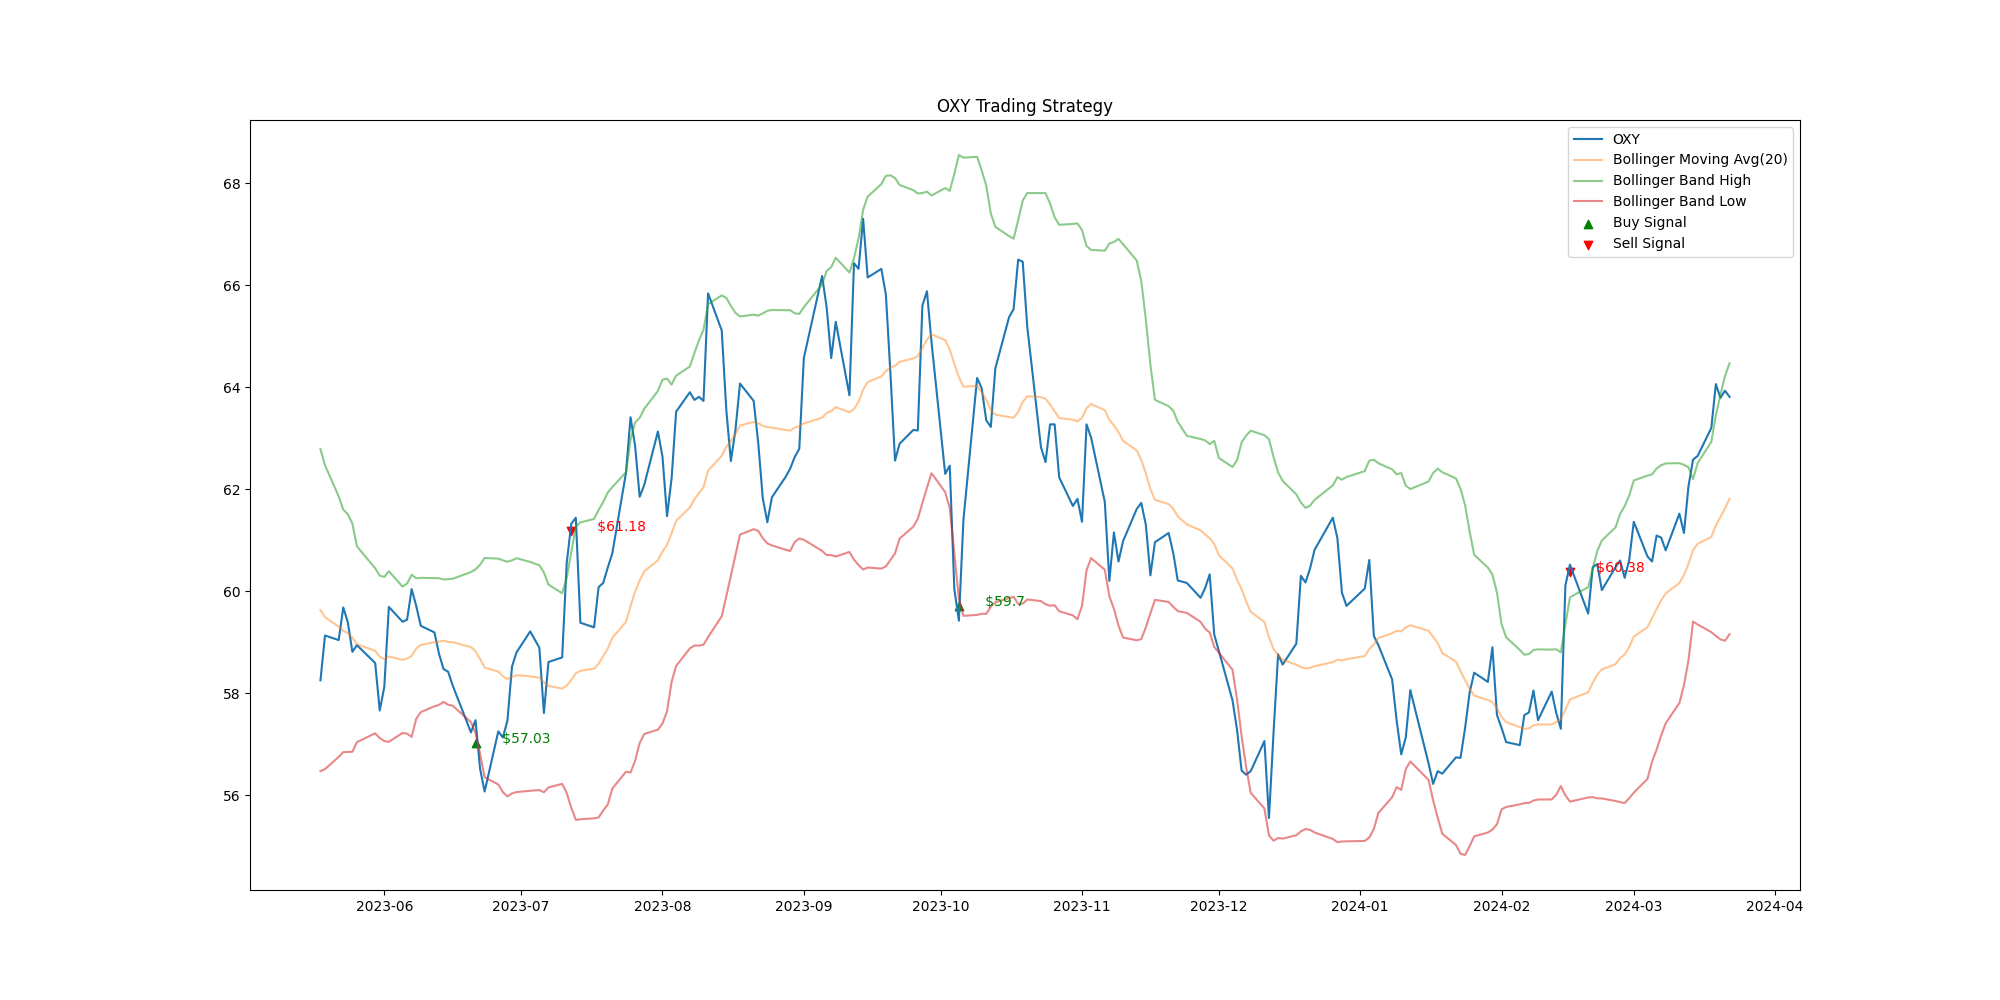 OXY Trading Strategy
OXY
Bollinger Moving Avg(20)
Bollinger Band High
Bollinger Band Low
Buy Signal
Sell Signal
68
66
64
62
60
58
56
$61.18
$60.38
$59.7
$57.03
2023-06 2023-07 2023-08 2023-09 2023-10 2023-11 2023-12 2024-01 2024-02 2024-03 2024-04